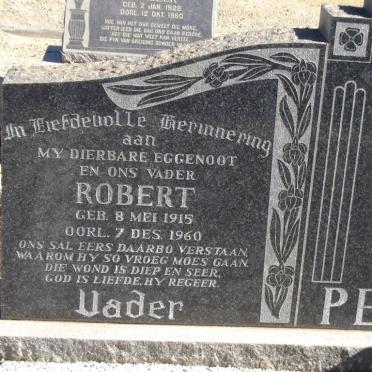 GEB. 2 JAN. 1928
OORL. 12 OKT. 1960
In Liefdevolle Herinnering
aan
MY DIERBARE EGGENOOT
EN ONS VADER
ROBERT
GEB. 8 MEI 1915
OORL. 7 DES. 1960
ONS SAL EERS DAARBO VERSTAAN,
WAAROM HY SO VROEG MOES GAAN.
DIE WOND IS DIEP EN SEER,
GOD IS LIEFDE, HY REGEER.
Vader
PE